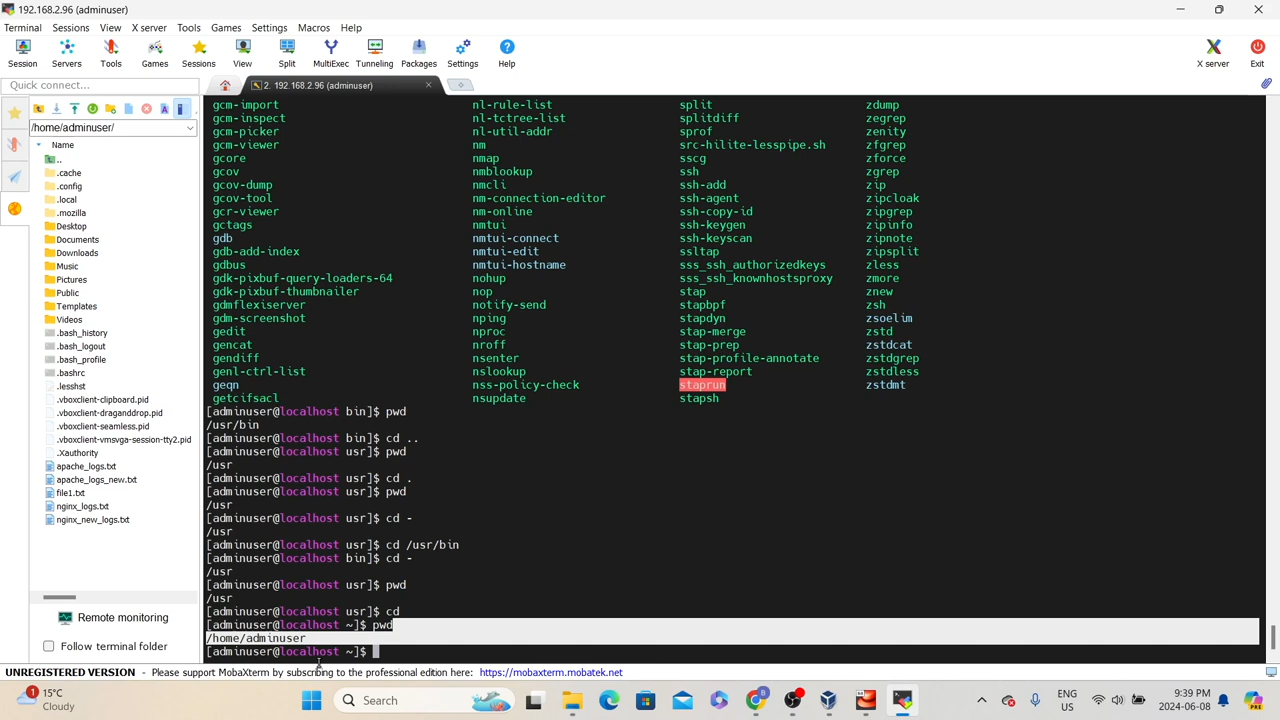 192.168.2.96 (adminuser)
Terminal Sessions View X server Tools Games Settings Macros Help
Session Servers Tools Games Sessions View Split MultiExec Tunneling Packages Settings Help X server Exit
Quick connect...
2. 192.168.2.96 (adminuser)
/home/adminuser/
Name
..
.cache
.config
.local
.mozilla
Desktop
Documents
Downloads
Music
Pictures
Public
Templates
Videos
.bash_history
.bash_logout
.bash_profile
.bashrc
.lesshst
.vboxclient-clipboard.pid
.vboxclient-draganddrop.pid
.vboxclient-seamless.pid
.vboxclient-vmsvga-session-tty2.pid
.Xauthority
apache_logs.txt
apache_logs_new.txt
file1.txt
nginx_logs.txt
nginx_new_logs.txt
Remote monitoring
Follow terminal folder
gcm-import nl-rule-list split zdump
gcm-inspect nl-tctree-list splitdiff zegrep
gcm-picker nl-util-addr sprof zenity
gcm-viewer nm src-hilite-lesspipe.sh zfgrep
gcore nmap sscg zforce
gcov nmblookup ssh zgrep
gcov-dump nmcli ssh-add zip
gcov-tool nm-connection-editor ssh-agent zipcloak
gcr-viewer nm-online ssh-copy-id zipgrep
gctags nmtui ssh-keygen zipinfo
gdb nmtui-connect ssh-keyscan zipnote
gdb-add-index nmtui-edit ssltap zipsplit
gdbus nmtui-hostname sss_ssh_authorizedkeys zless
gdk-pixbuf-query-loaders-64 nohup sss_ssh_knownhostsproxy zmore
gdk-pixbuf-thumbnailer nop stap znew
gdmflexiserver notify-send stapbpf zsh
gdm-screenshot nping stapdyn zsoelim
gedit nproc stap-merge zstd
gencat nroff stap-prep zstdcat
gendiff nsenter stap-profile-annotate zstdgrep
genl-ctrl-list nslookup stap-report zstdless
geqn nss-policy-check staprun zstdmt
getcifsacl nsupdate stapsh
[adminuser@localhost bin]$ pwd
/usr/bin
[adminuser@localhost bin]$ cd ..
[adminuser@localhost usr]$ pwd
/usr
[adminuser@localhost usr]$ cd .
[adminuser@localhost usr]$ pwd
/usr
[adminuser@localhost usr]$ cd -
/usr
[adminuser@localhost usr]$ cd /usr/bin
[adminuser@localhost bin]$ cd -
/usr
[adminuser@localhost usr]$ pwd
/usr
[adminuser@localhost usr]$ cd
[adminuser@localhost ~]$ pwd
/home/adminuser
[adminuser@localhost ~]$
UNREGISTERED VERSION - Please support MobaXterm by subscribing to the professional edition here: https://mobaxterm.mobatek.net
1
15°C
Cloudy
Search
8
ENG
US
9:39 PM
2024-06-08
PRE